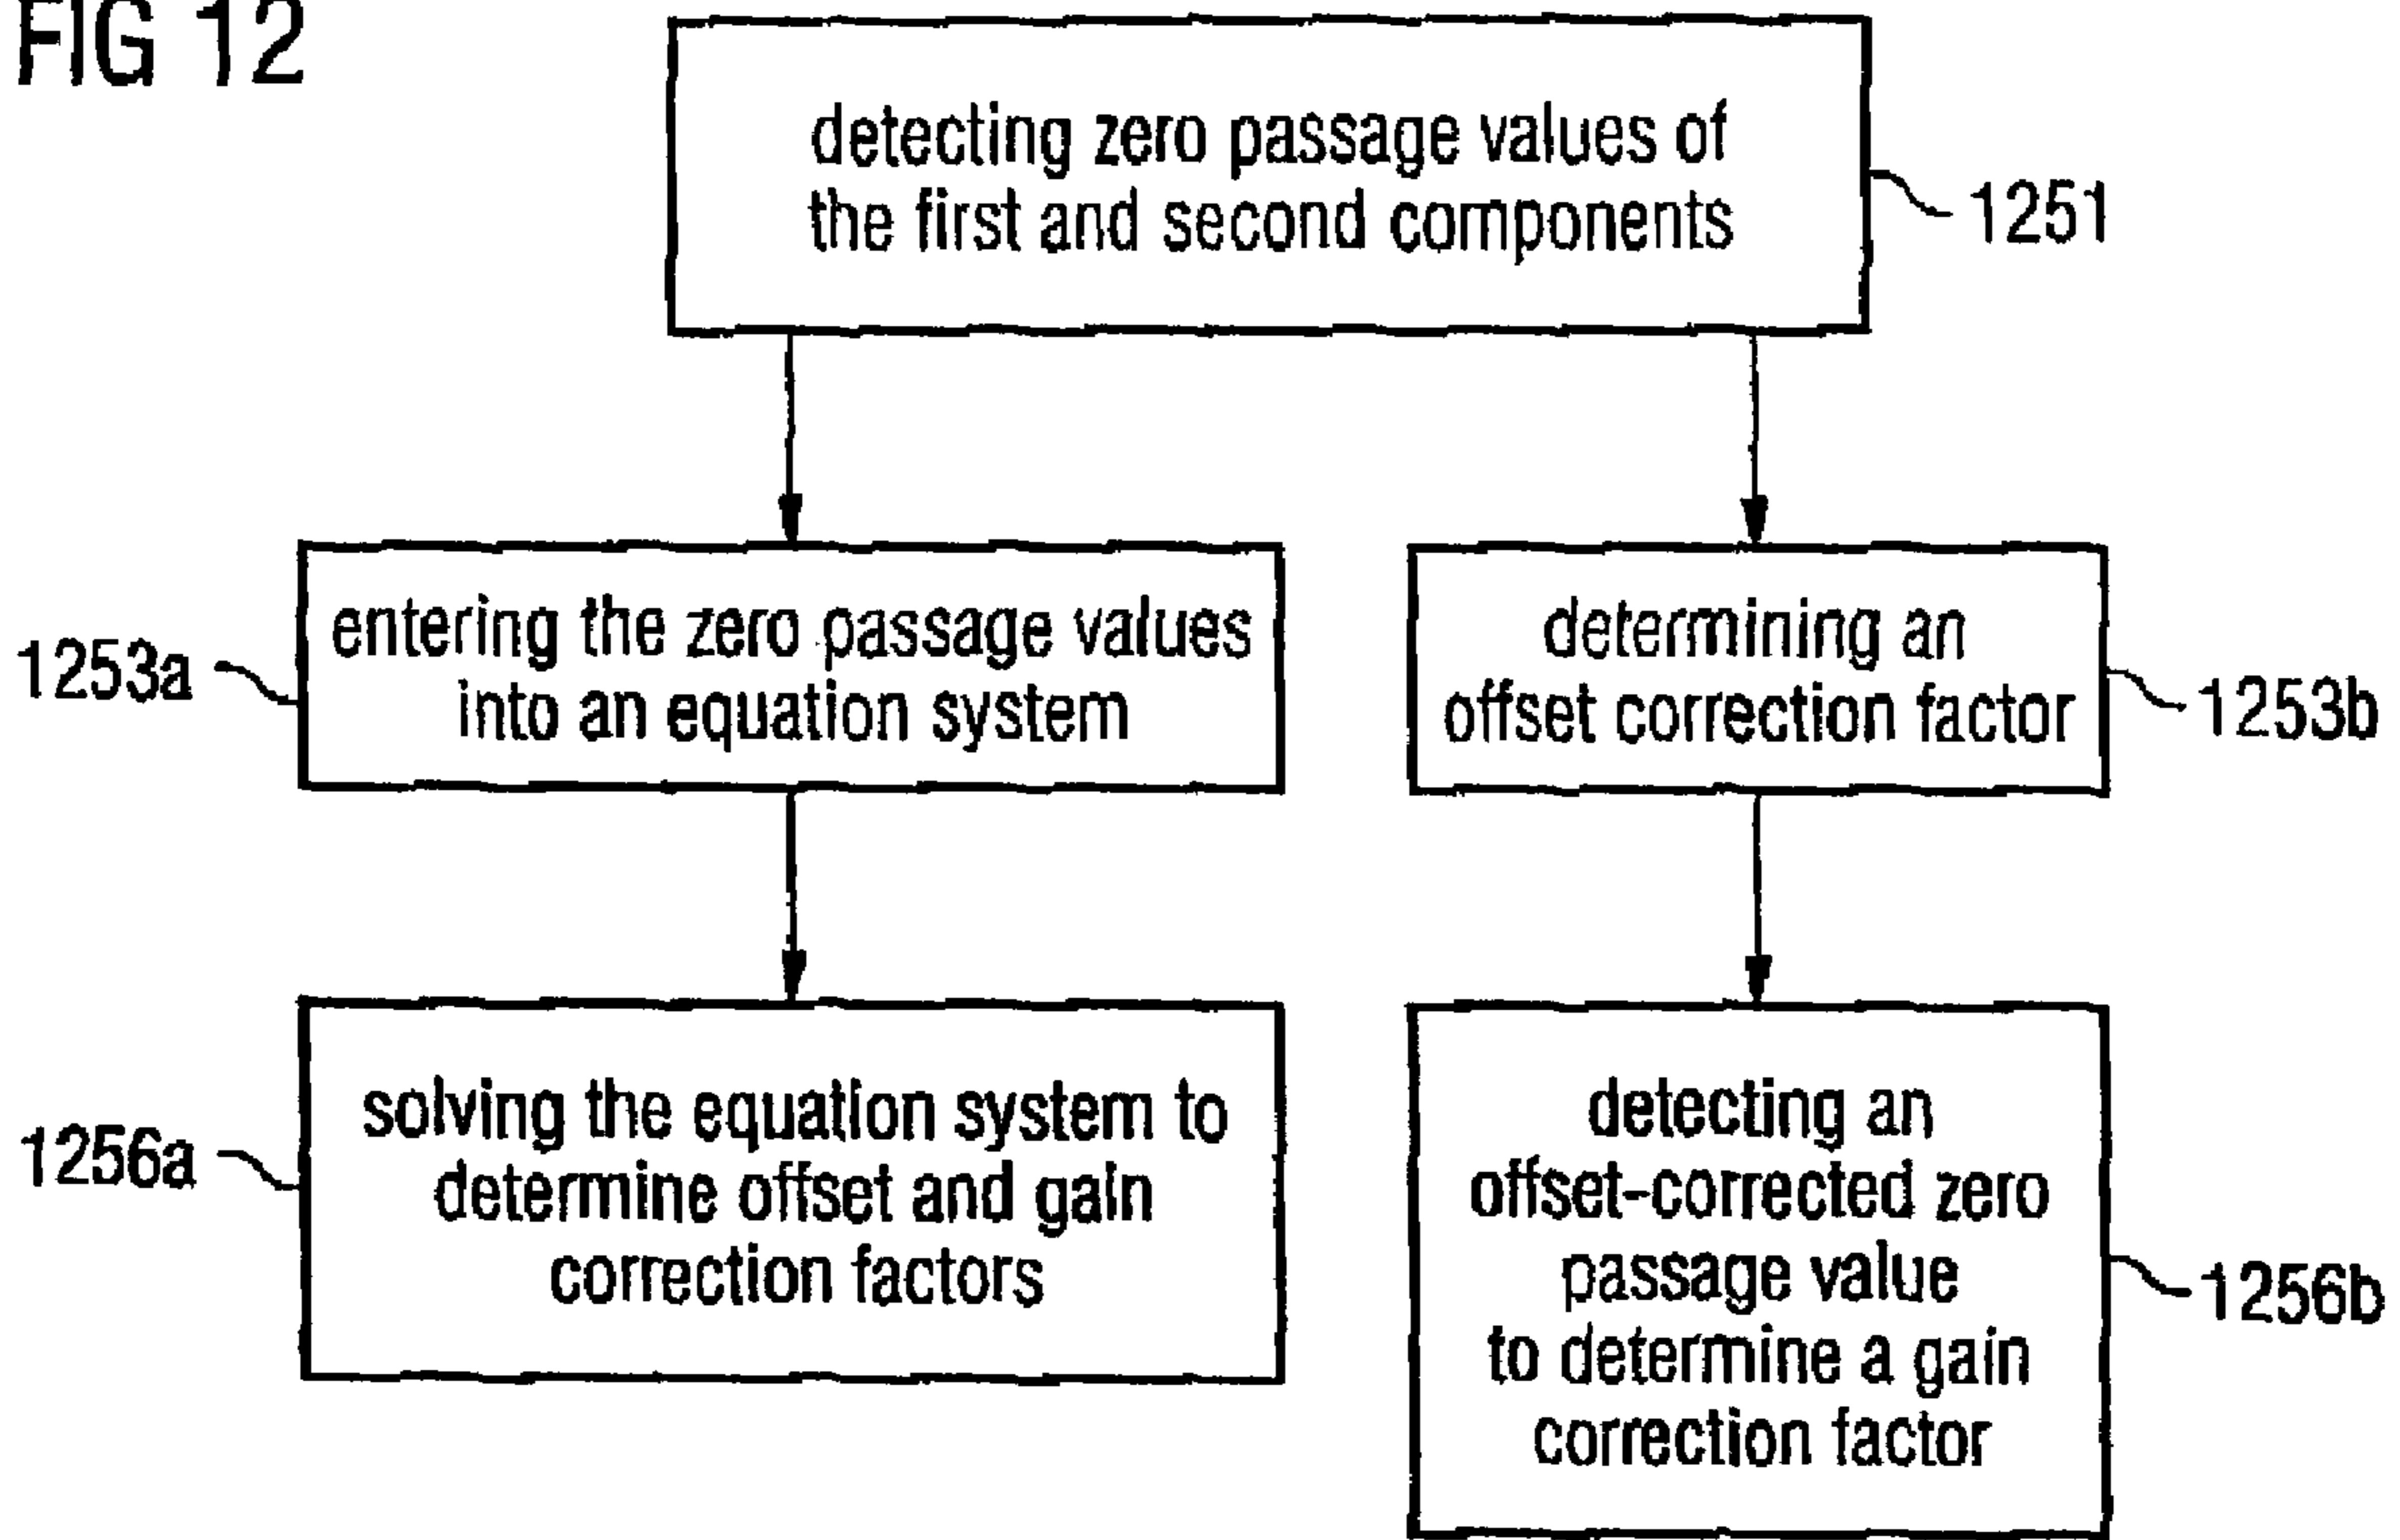 FIG 12
detecting zero passage values of
the first and second components
1251
1253a
entering the zero passage values
into an equation system
determining an
offset correction factor
1253b
1256a
solving the equation system to
determine offset and gain
correction factors
detecting an
offset-corrected zero
passage value
to determine a gain
correction factor
1256b